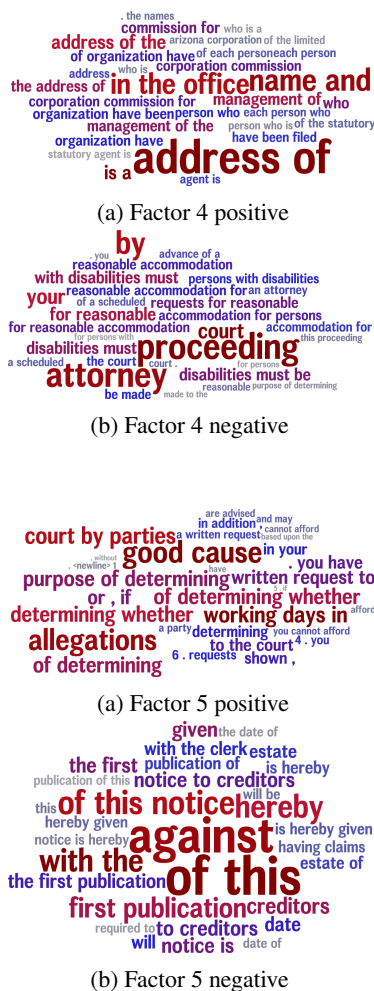 . the names
commission for who is a
address of the arizona corporation of the limited
of organization have of each person each person
address who is corporation commission
the address of in the office name and
corporation commission for management of who
organization have been person who each person who
management of the person who is of the statutory
organization have have been filed
statutory agent is address of
is a
agent is
(a) Factor 4 positive
by
. you advance of a
reasonable accommodation
with disabilities must persons with disabilities
your reasonable accommodation for an attorney
of a scheduled requests for reasonable
for reasonable accommodation for persons
for reasonable accommodation court accommodation for
for persons with this proceeding
disabilities must proceeding
a scheduled the court court . for persons
attorney disabilities must be
reasonable purpose of determining
be made made to the
(b) Factor 4 negative
are advised
in addition , and may
court by parties a written request cannot afford
based upon the
. without good cause in your
. <newline> 1 have . you have
purpose of determining written request to
or , if of determining whether 5 . if
determining whether working days in afford
allegations a party determining you cannot afford
to the court 4 . you
of determining 6 . requests shown ,
(a) Factor 5 positive
given the date of
with the clerk estate
the first publication of is hereby
publication of this notice to creditors
this of this notice will be hereby
hereby given against is hereby given
notice is hereby having claims
with the of this estate of
the first publication
first publication creditors
required to to creditors date
will notice is date of
(b) Factor 5 negative